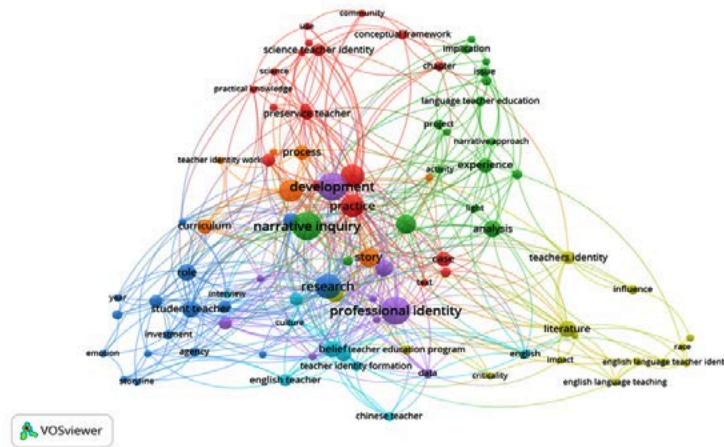 community
use
conceptual framework
science teacher identity
implication
chapter
science
issue
practical knowledge
language teacher education
preservice teacher
project
narrative approach
process
teacher identity work
experience
activity
development
practice
light
curriculum
narrative inquiry
analysis
story
case
teachers identity
role
text
research
interview
influence
year
student teacher
professional identity
culture
literature
investment
race
belief
teacher education program
english
emotion
agency
impact
english language teacher ident
teacher identity formation
storyline
english teacher
data
criticality
english language teaching
chinese teacher
VOSviewer